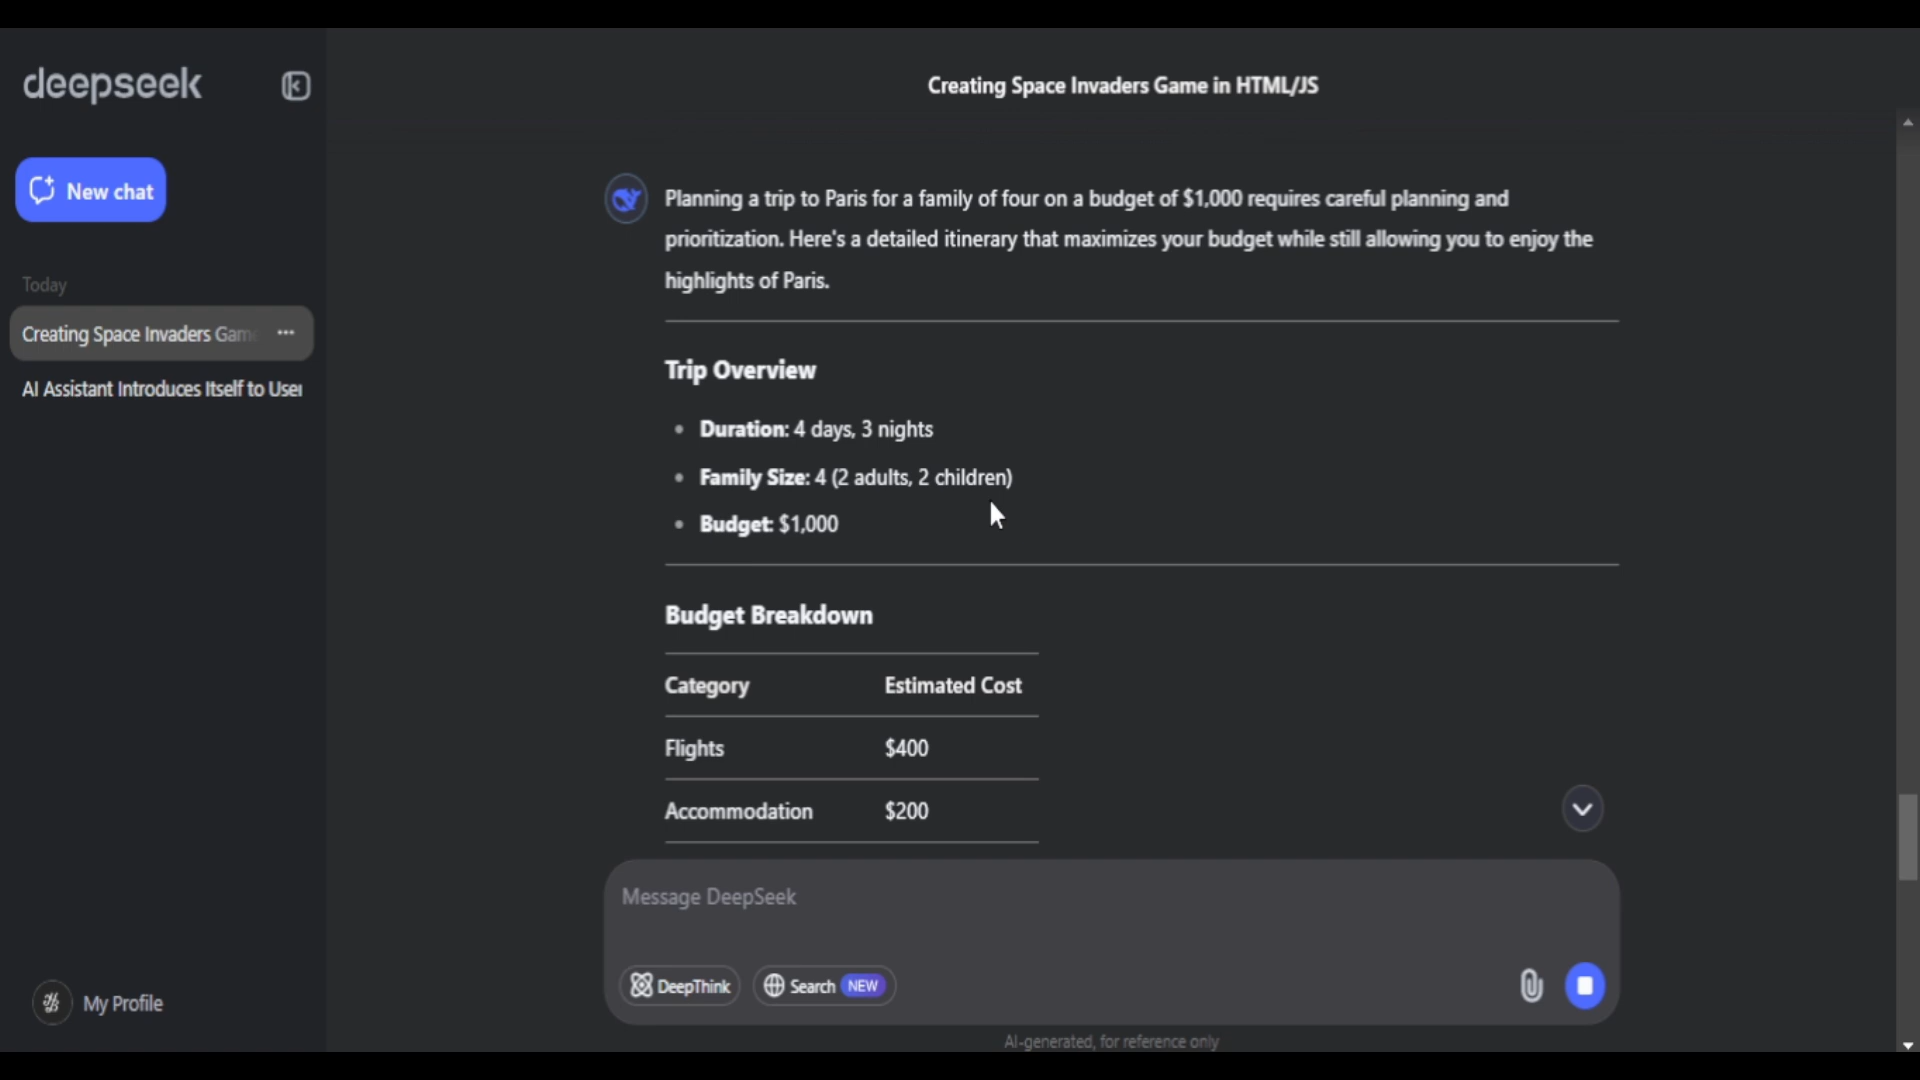 deepseek
New chat
Today
Creating Space Invaders Game
AI Assistant Introduces Itself to User
My Profile
Creating Space Invaders Game in HTML/JS
Planning a trip to Paris for a family of four on a budget of $1,000 requires careful planning and
prioritization. Here's a detailed itinerary that maximizes your budget while still allowing you to enjoy the
highlights of Paris.
Trip Overview
• Duration: 4 days, 3 nights
• Family Size: 4 (2 adults, 2 children)
• Budget: $1,000
Budget Breakdown
Category Estimated Cost
Flights $400
Accommodation $200
Message DeepSeek
DeepThink Search NEW
AI-generated, for reference only